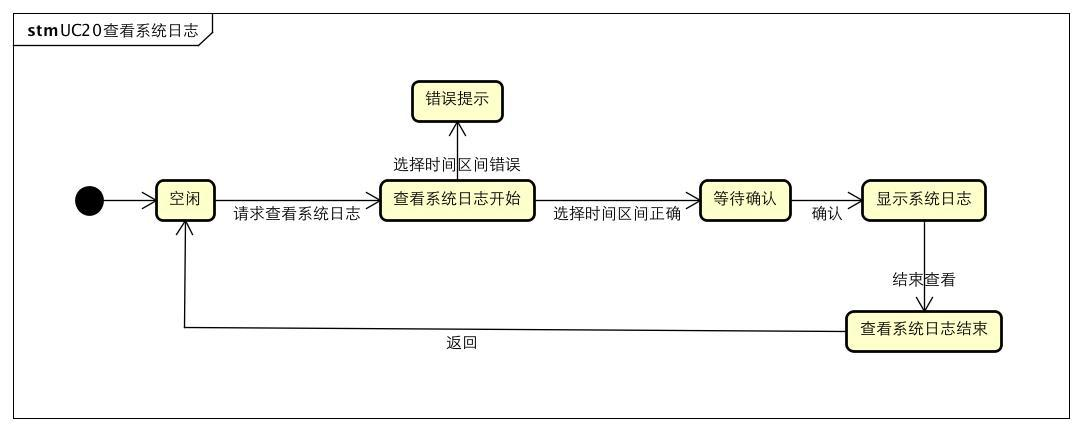 stm UC20查看系统日志
错误提示
选择时间区间错误
空闲
请求查看系统日志
查看系统日志开始
选择时间区间正确
等待确认
确认
显示系统日志
结束查看
查看系统日志结束
返回